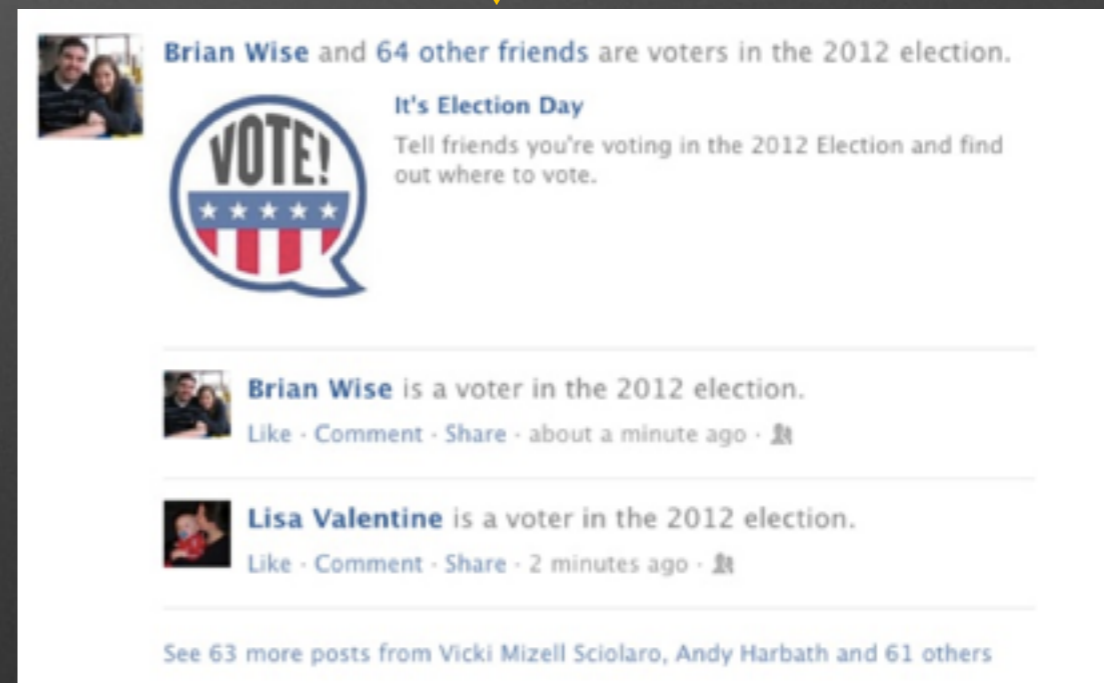 Brian Wise and 64 other friends are voters in the 2012 election.
It's Election Day
Tell friends you're voting in the 2012 Election and find
out where to vote.
VOTE!
Brian Wise is a voter in the 2012 election.
Like · Comment · Share · about a minute ago ·
Lisa Valentine is a voter in the 2012 election.
Like · Comment · Share · 2 minutes ago ·
See 63 more posts from Vicki Mizell Sciolaro, Andy Harbath and 61 others